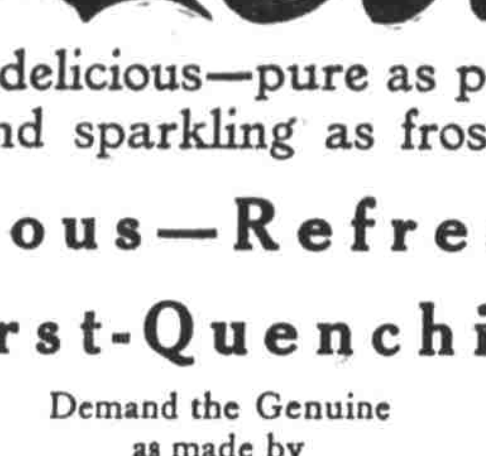 delicious—pure as p
nd sparkling as fros
ous—Refre
rst-Quenchi
Demand the Genuine
as made by